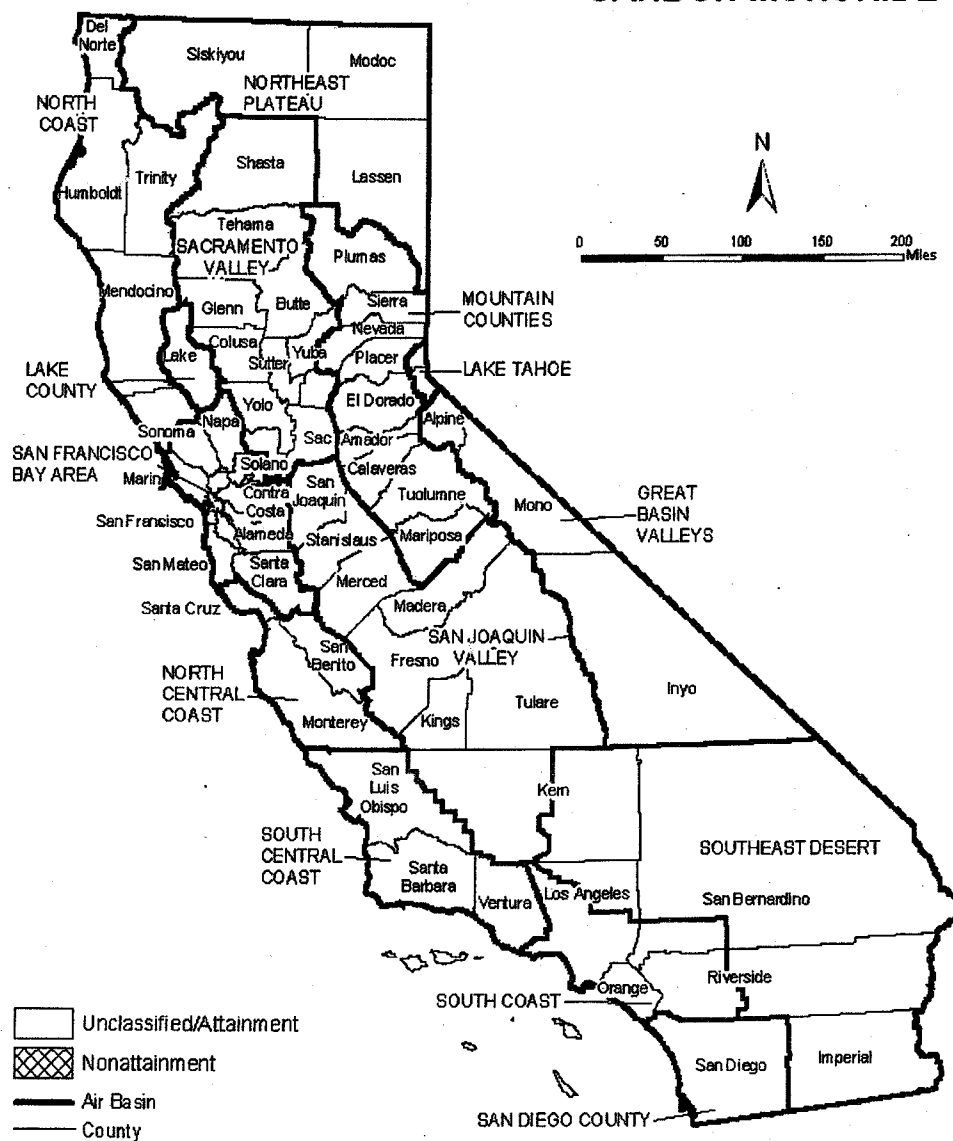 Del
Norte
Siskiyou
Modoc
NORTHEAST
PLATEAU
NORTH
COAST
N
Humboldt
Trinity
Shasta
Lassen
0 50 100 150 200
Miles
Tehama
SACRAMENTO
VALLEY
Plumas
Mendocino
Glenn
Butte
Sierra
MOUNTAIN
COUNTIES
Nevada
Colusa
Sutter
Yuba
Placer
Lake
LAKE
COUNTY
LAKE TAHOE
El Dorado
Yolo
Napa
Alpine
Sonoma
Sac
Amador
SAN FRANCISCO
BAY AREA
Solano
Calaveras
Marin
Contra
Costa
San
Joaquin
Tuolumne
Mono
GREAT
BASIN
VALLEYS
San Francisco
Alameda
Stanislaus
Mariposa
San Mateo
Santa
Clara
Merced
Santa Cruz
Madera
SAN JOAQUIN
VALLEY
San
Berito
Fresno
NORTH
CENTRAL
COAST
Inyo
Tulare
Monterey
Kings
San
Luis
Obispo
Kern
SOUTH
CENTRAL
COAST
SOUTHEAST DESERT
Santa
Barbara
Ventura
Los Angeles
San Bernardino
Orange
Riverside
SOUTH COAST
San Diego
Imperial
SAN DIEGO COUNTY
Unclassified/Attainment
Nonattainment
Air Basin
County